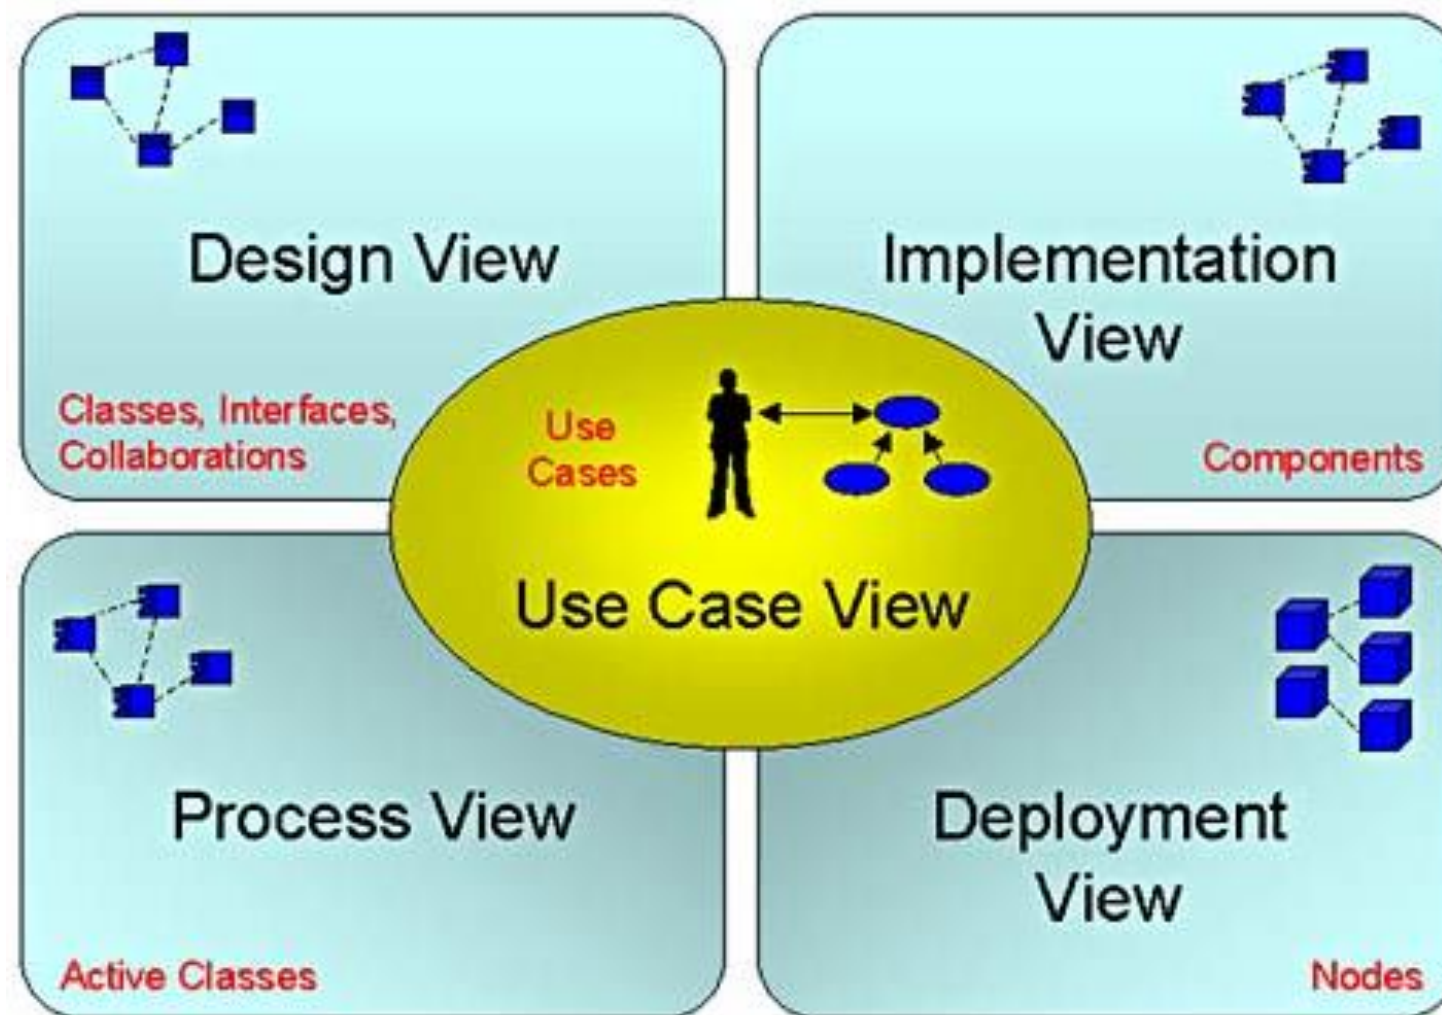 Design View
Classes, Interfaces,
Collaborations
Implementation
View
Components
Use
Cases
Use Case View
Process View
Active Classes
Deployment
View
Nodes